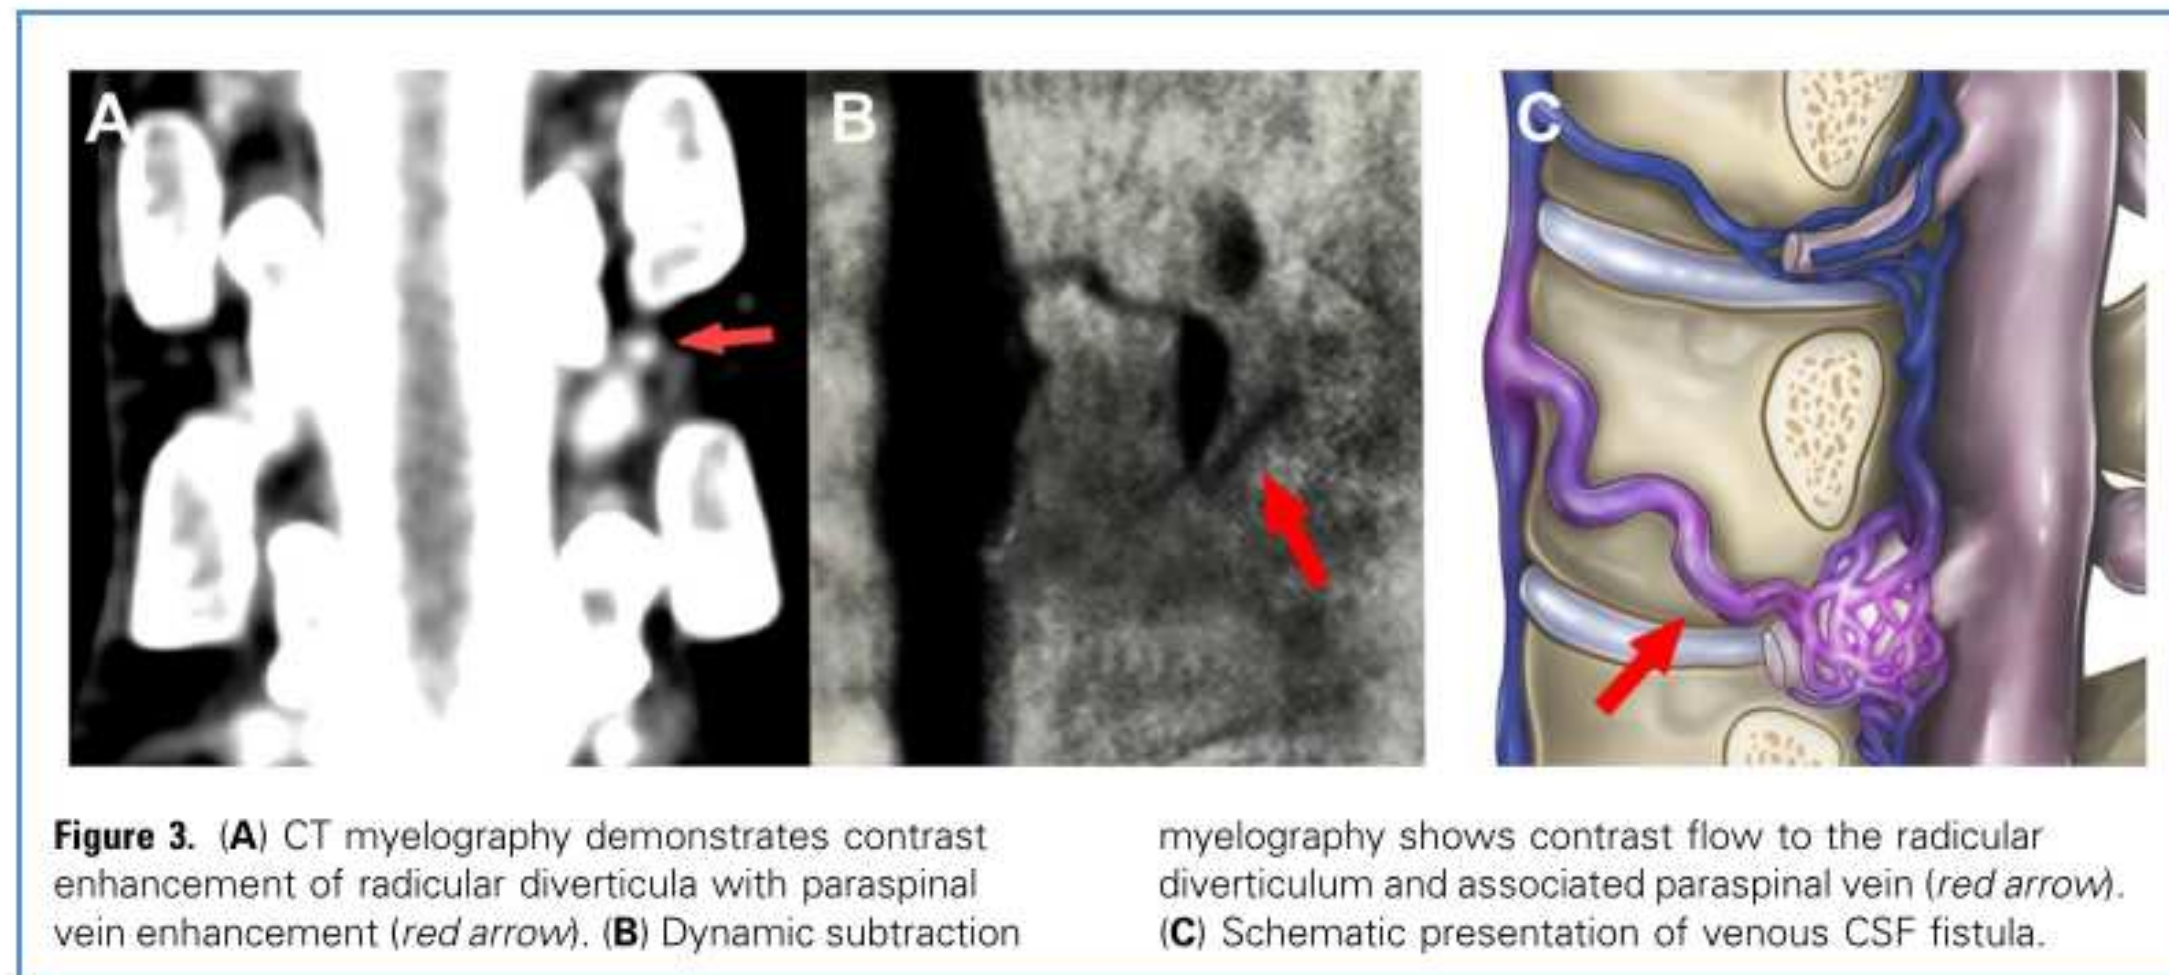 A
B
C
Figure 3. (A) CT myelography demonstrates contrast
enhancement of radicular diverticula with paraspinal
vein enhancement (red arrow). (B) Dynamic subtraction
myelography shows contrast flow to the radicular
diverticulum and associated paraspinal vein (red arrow).
(C) Schematic presentation of venous CSF fistula.